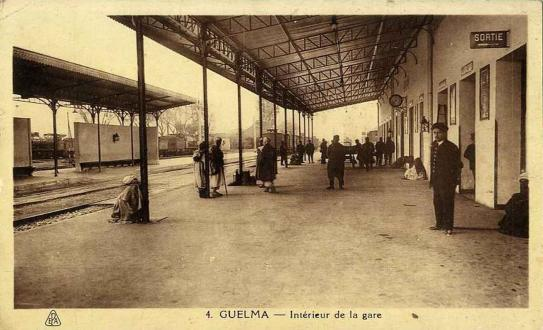 SORTIE
4. GUELMA — Intérieur de la gare